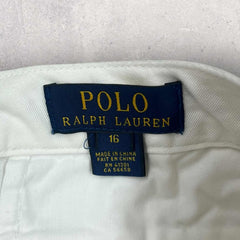 POLO
RALPH LAUREN
16
MADE IN CHINA
FAIT EN CHINE
RN 41381
CA 56658